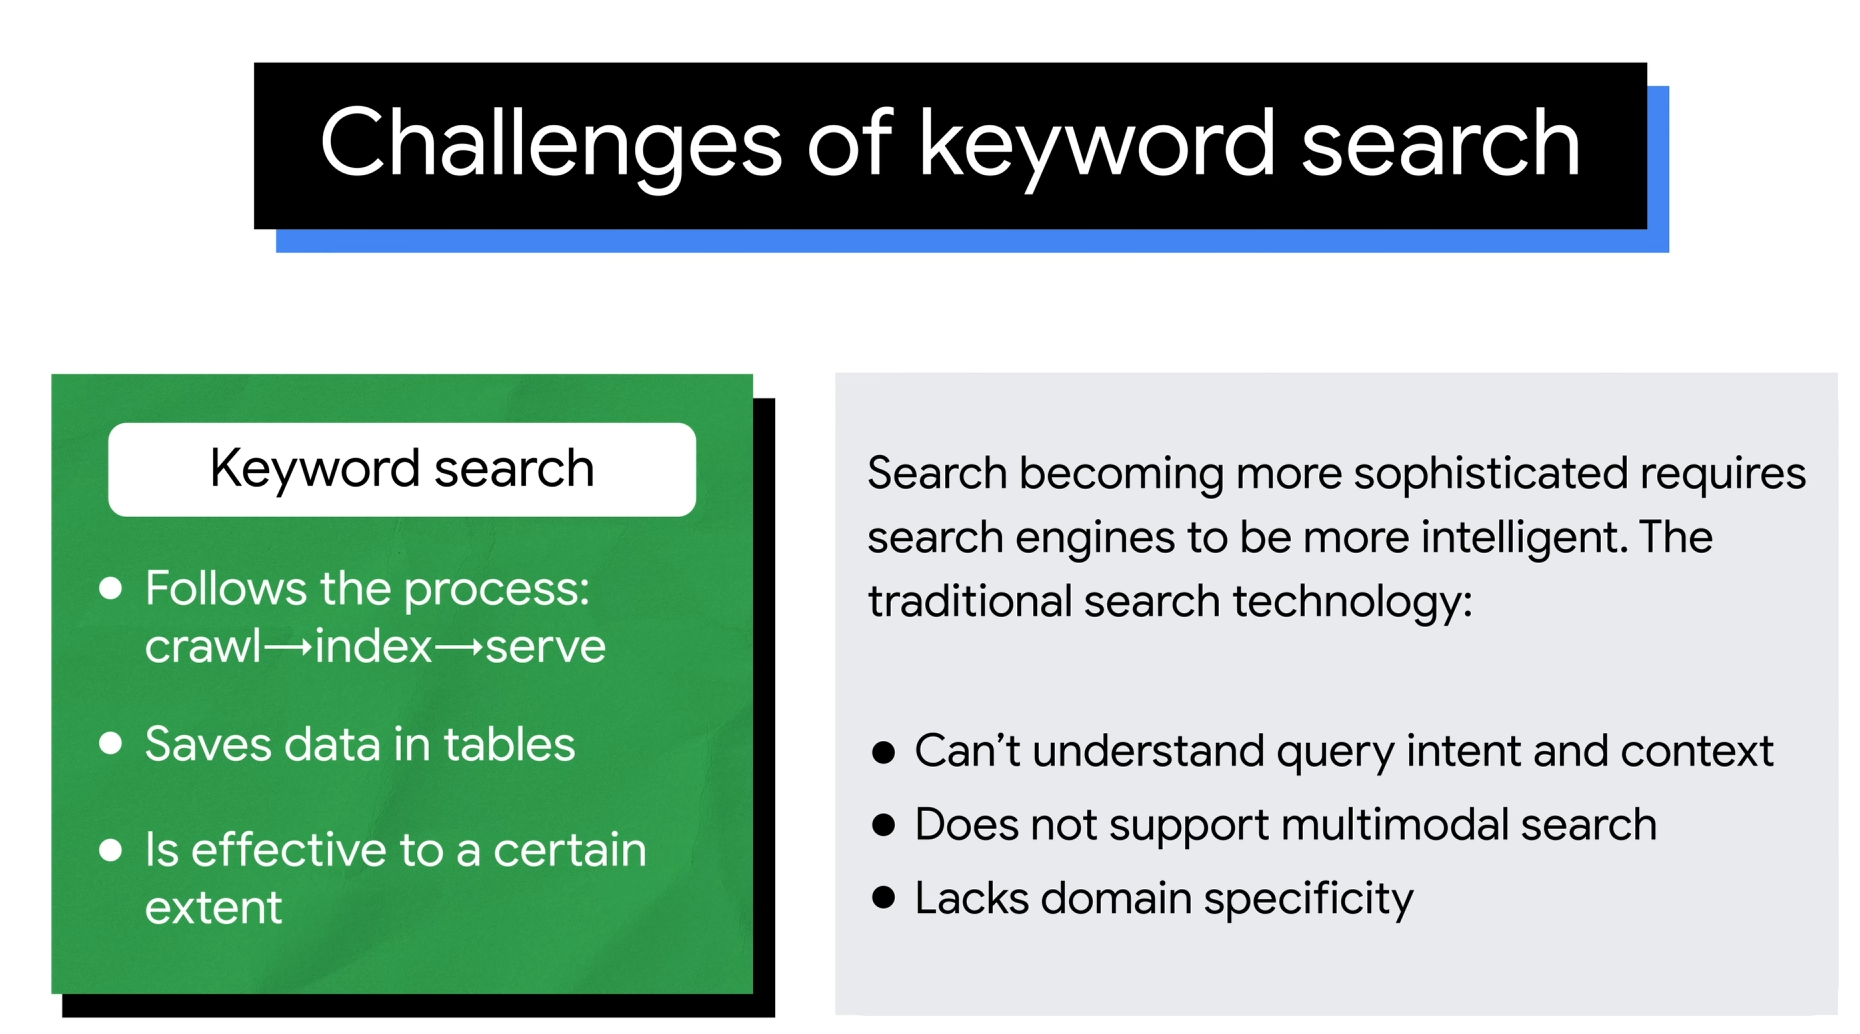 Challenges of keyword search
Keyword search
● Follows the process:
crawl→index→serve
● Saves data in tables
● Is effective to a certain
extent
Search becoming more sophisticated requires
search engines to be more intelligent. The
traditional search technology:
● Can’t understand query intent and context
● Does not support multimodal search
● Lacks domain specificity